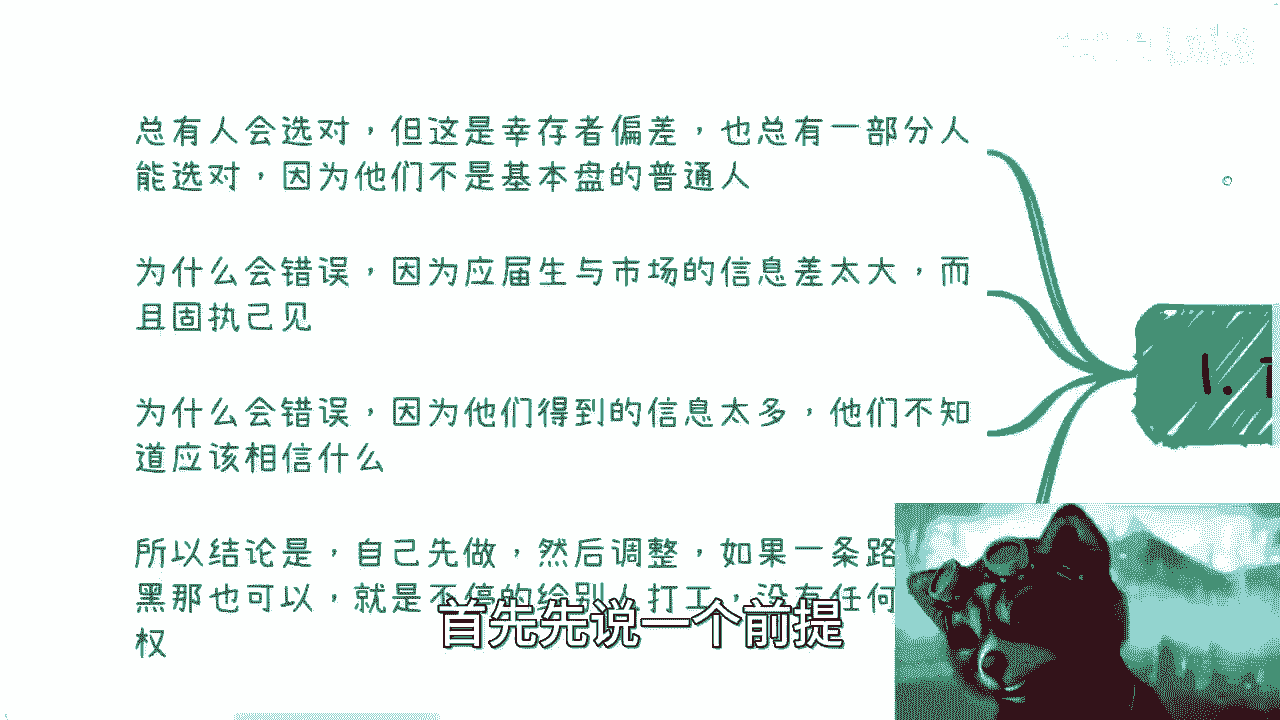 总有人会选对，但这是幸存者偏差，也总有一部分人
能选对，因为他们不是基本盘的普通人
为什么会错误，因为应届生与市场的信息差太大，而
且固执己见
为什么会错误，因为他们得到的信息太多，他们不知
道应该相信什么
所以结论是，自己先做，然后调整，如果一条路
黑那也可以，就是不停的给别人打工，没有任何
权
1.
首先先说一个前提